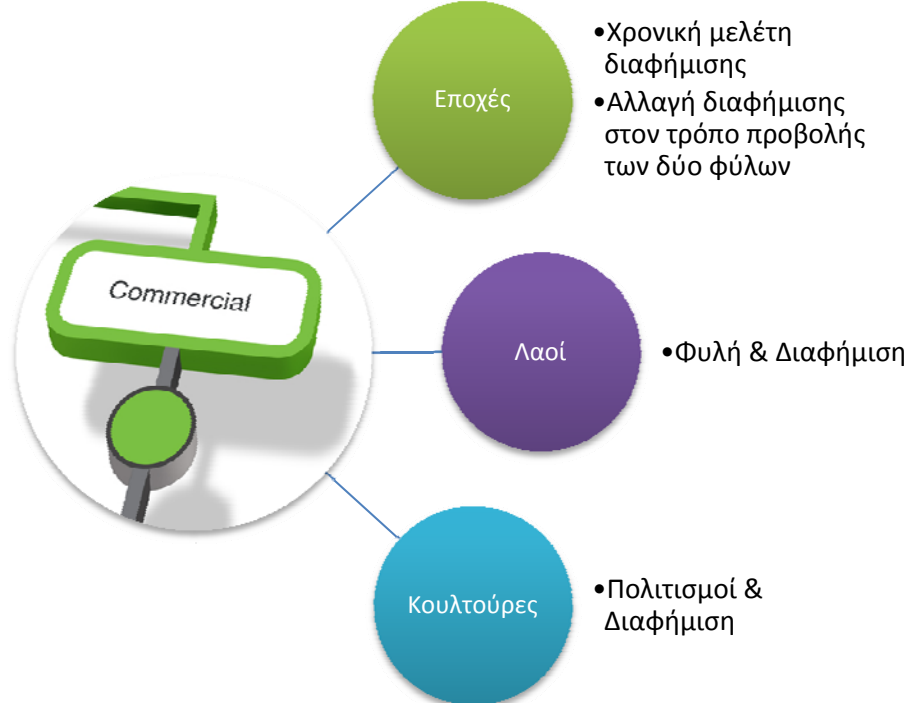 Εποχές
•Χρονική μελέτη
διαφήμισης
•Αλλαγή διαφήμισης
στον τρόπο προβολής
των δύο φύλων
Commercial
Λαοί
•Φυλή & Διαφήμιση
Κουλτούρες
•Πολιτισμοί &
Διαφήμιση